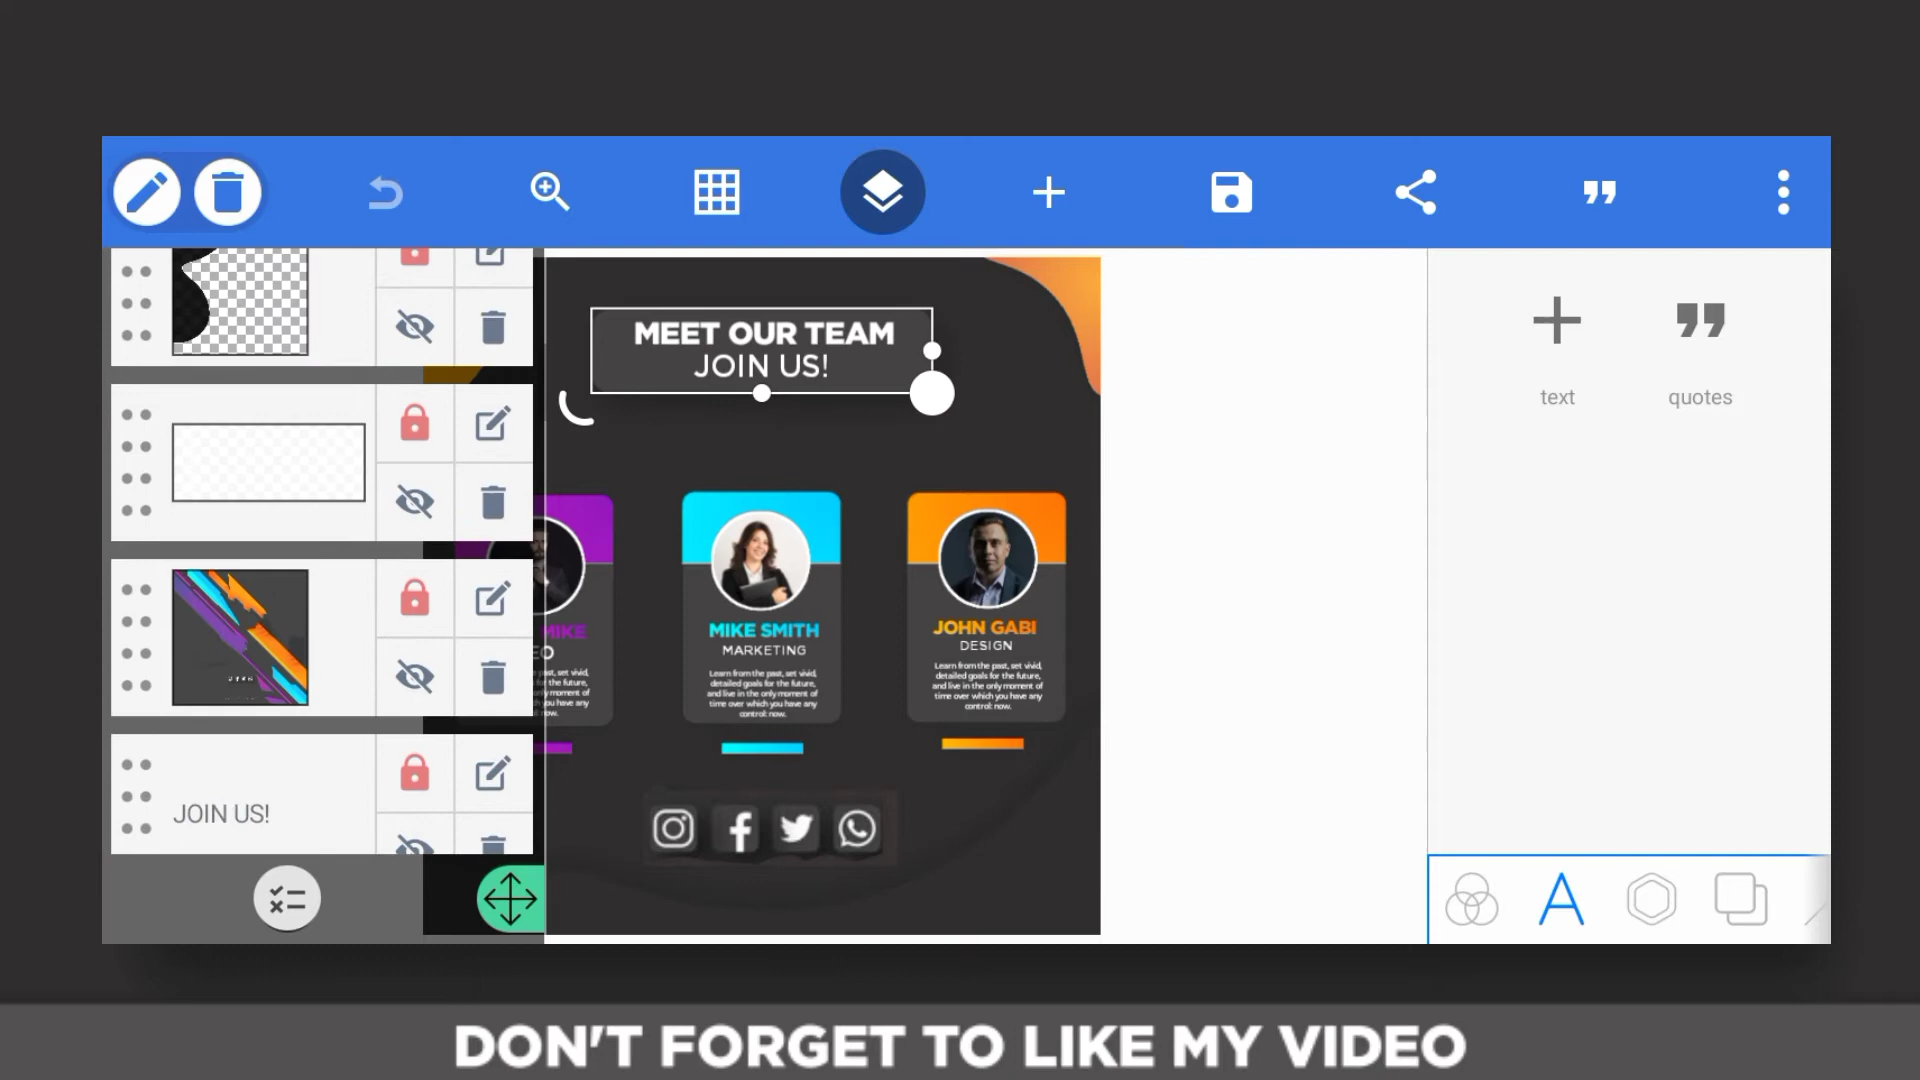 MEET OUR TEAM
JOIN US!
text
quotes
MIKE
MIKE SMITH
MARKETING
Learn from the past, set vivid,
detailed goals for the future,
and live in the only moment of
time over which you have any
control: now.
JOHN GABI
DESIGN
Learn from the past, set vivid,
detailed goals for the future,
and live in the only moment of
time over which you have any
control: now.
JOIN US!
DON'T FORGET TO LIKE MY VIDEO